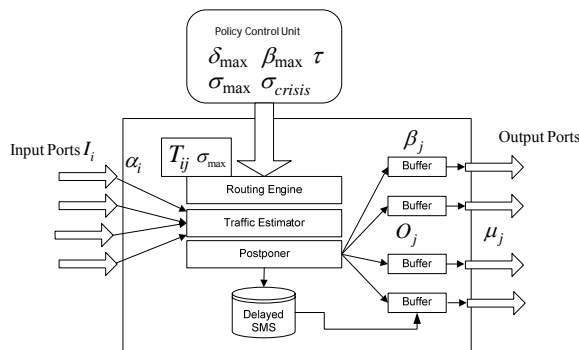 Policy Control Unit
δmax βmax τ
σmax σcrisis
Input Ports Ii
αi
Tij σmax
βj
Output Ports
Routing Engine
Traffic Estimator
Postponer
Buffer
Buffer
Oj
μj
Buffer
Buffer
Delayed
SMS